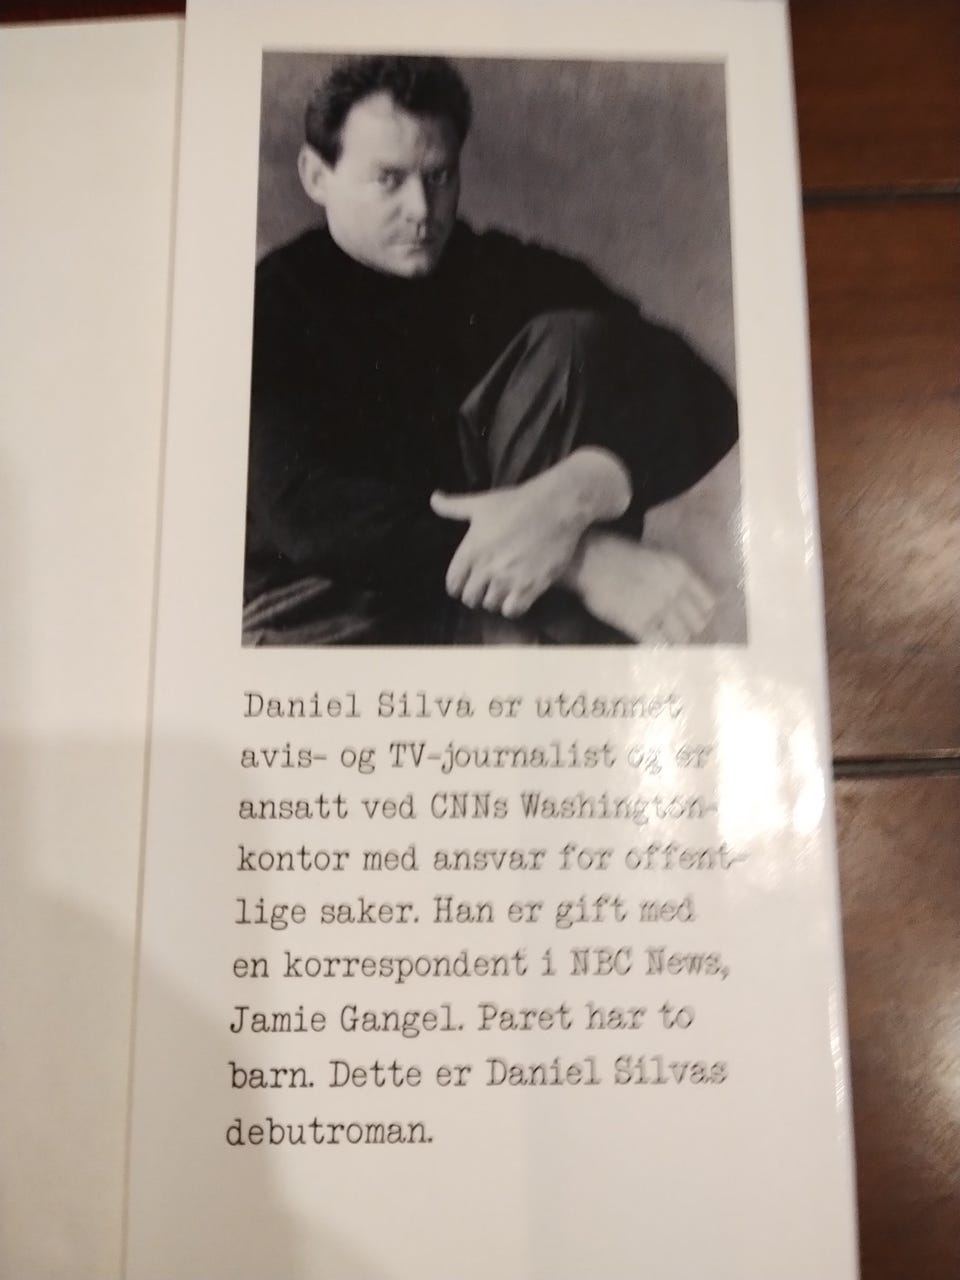 Daniel Silva er utdannet
avis- og TV-journalist og er
ansatt ved CNNs Washington-
kontor med ansvar for offent-
lige saker. Han er gift med
en korrespondent i NBC News,
Jamie Gangel. Paret har to
barn. Dette er Daniel Silvas
debutroman.